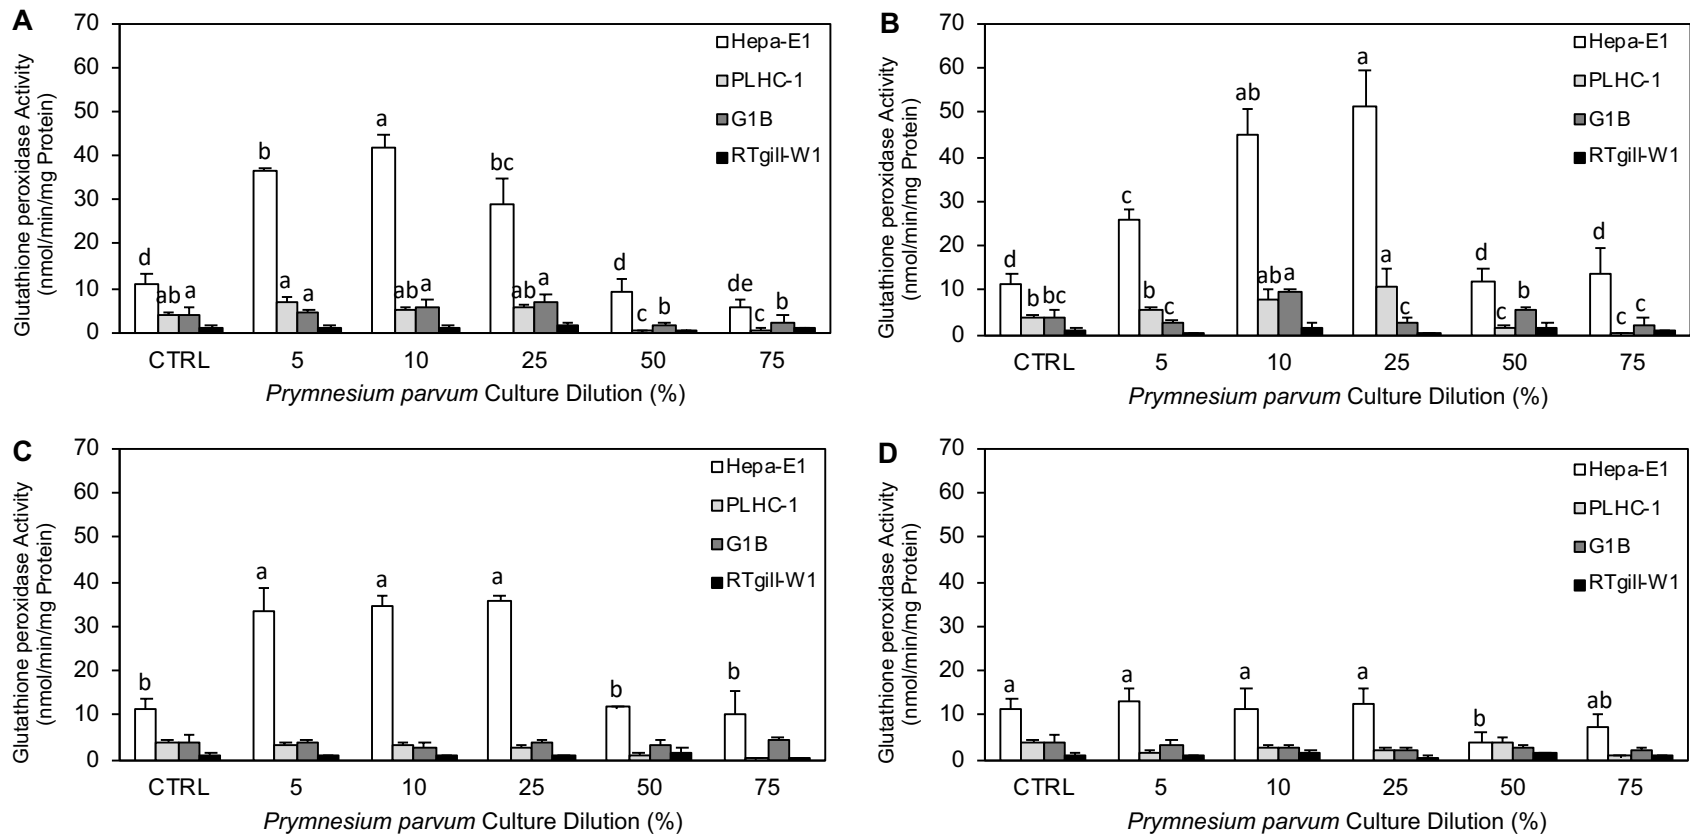 A
Glutathione peroxidase Activity
(nmol/min/mg Protein)
70
60
50
40
30
20
10
0
Hepa-E1
PLHC-1
G1B
RTgill-W1
d ab a
b a a
a ab a
bc ab a
d c b
de c b
CTRL 5 10 25 50 75
Prymnesium parvum Culture Dilution (%)
B
Glutathione peroxidase Activity
(nmol/min/mg Protein)
70
60
50
40
30
20
10
0
Hepa-E1
PLHC-1
G1B
RTgill-W1
d b bc
c b c
ab ab a
a a c
d c b
d c c
CTRL 5 10 25 50 75
Prymnesium parvum Culture Dilution (%)
C
Glutathione peroxidase Activity
(nmol/min/mg Protein)
70
60
50
40
30
20
10
0
Hepa-E1
PLHC-1
G1B
RTgill-W1
b a a a b b
CTRL 5 10 25 50 75
Prymnesium parvum Culture Dilution (%)
D
Glutathione peroxidase Activity
(nmol/min/mg Protein)
70
60
50
40
30
20
10
0
Hepa-E1
PLHC-1
G1B
RTgill-W1
a a a a b ab
CTRL 5 10 25 50 75
Prymnesium parvum Culture Dilution (%)